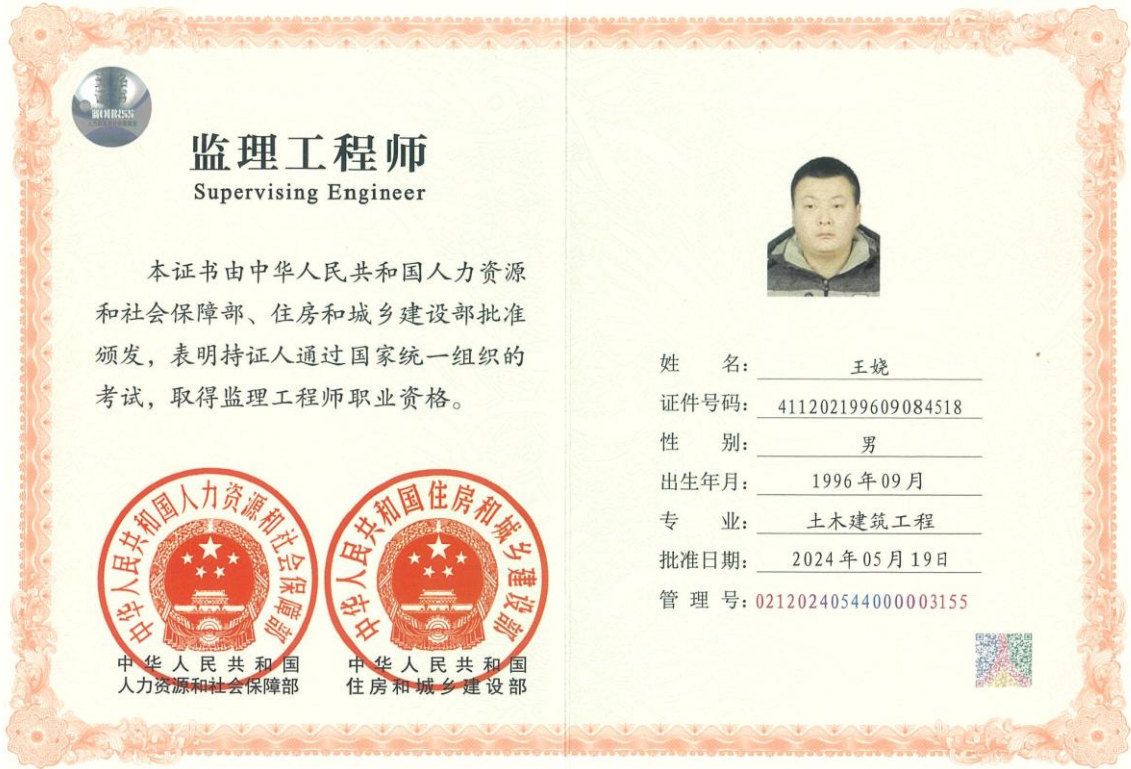 监理工程师
Supervising Engineer
本证书由中华人民共和国人力资源
和社会保障部、住房和城乡建设部批准
颁发，表明持证人通过国家统一组织的
考试，取得监理工程师职业资格。
中华人民共和国人力资源和社会保障部
中华人民共和国住房和城乡建设部
中华人民共和国
人力资源和社会保障部
中华人民共和国
住房和城乡建设部
姓名：王娆
证件号码：411202199609084518
性别：男
出生年月：1996年09月
专业：土木建筑工程
批准日期：2024年05月19日
管理号：02120240544000003155